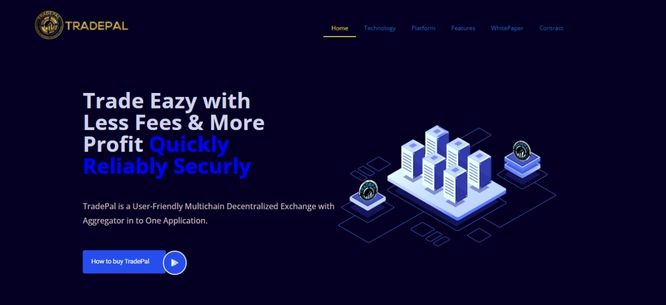 TRADEPAL
Home Technology Platform Features WhitePaper Contract
Trade Eazy with
Less Fees & More
Profit Quickly
Reliably Securly
TradePal is a User-Friendly Multichain Decentralized Exchange with
Aggregator in to One Application.
How to buy TradePal